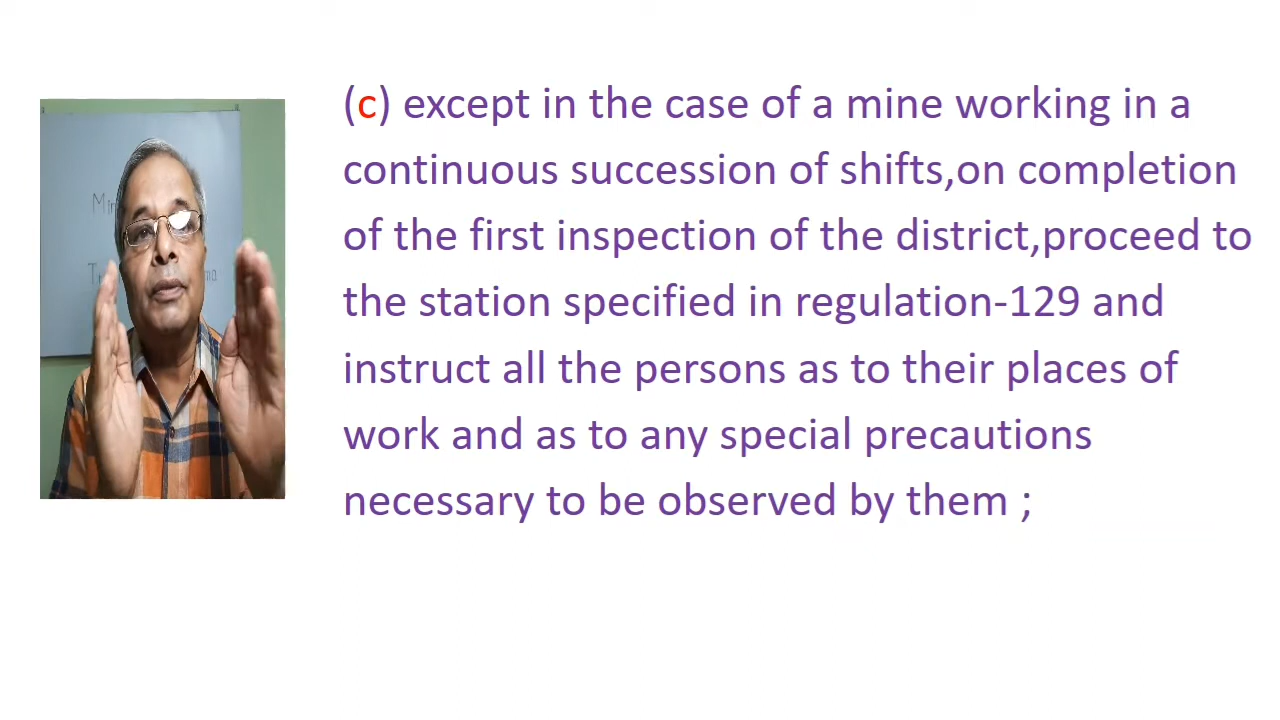 (c) except in the case of a mine working in a
continuous succession of shifts,on completion
of the first inspection of the district,proceed to
the station specified in regulation-129 and
instruct all the persons as to their places of
work and as to any special precautions
necessary to be observed by them ;